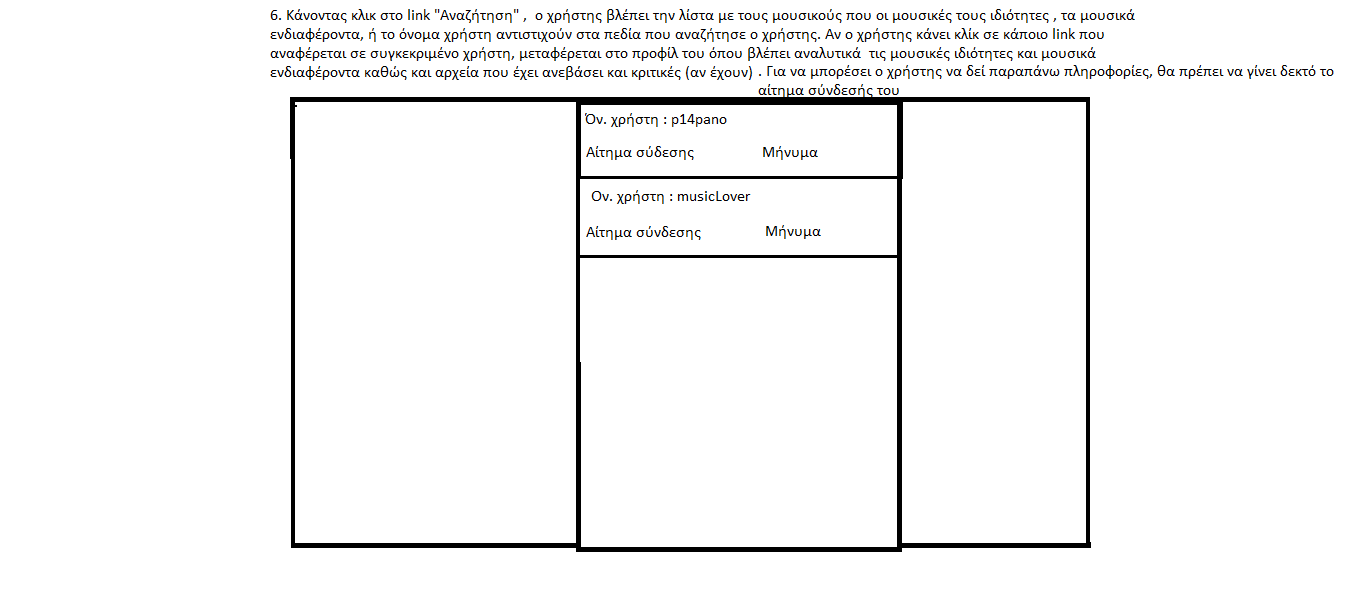 6. Κάνοντας κλικ στο link "Αναζήτηση" , ο χρήστης βλέπει την λίστα με τους μουσικούς που οι μουσικές τους ιδιότητες , τα μουσικά
ενδιαφέροντα, ή το όνομα χρήστη αντιστιχούν στα πεδία που αναζήτησε ο χρήστης. Αν ο χρήστης κάνει κλίκ σε κάποιο link που
αναφέρεται σε συγκεκριμένο χρήστη, μεταφέρεται στο προφίλ του όπου βλέπει αναλυτικά τις μουσικές ιδιότητες και μουσικά
ενδιαφέροντα καθώς και αρχεία που έχει ανεβάσει και κριτικές (αν έχουν) . Για να μπορέσει ο χρήστης να δεί παραπάνω πληροφορίες, θα πρέπει να γίνει δεκτό το
αίτημα σύνδεσής του
Όν. χρήστη : p14pano
Αίτημα σύδεσης Μήνυμα
Ον. χρήστη : musicLover
Αίτημα σύνδεσης Μήνυμα